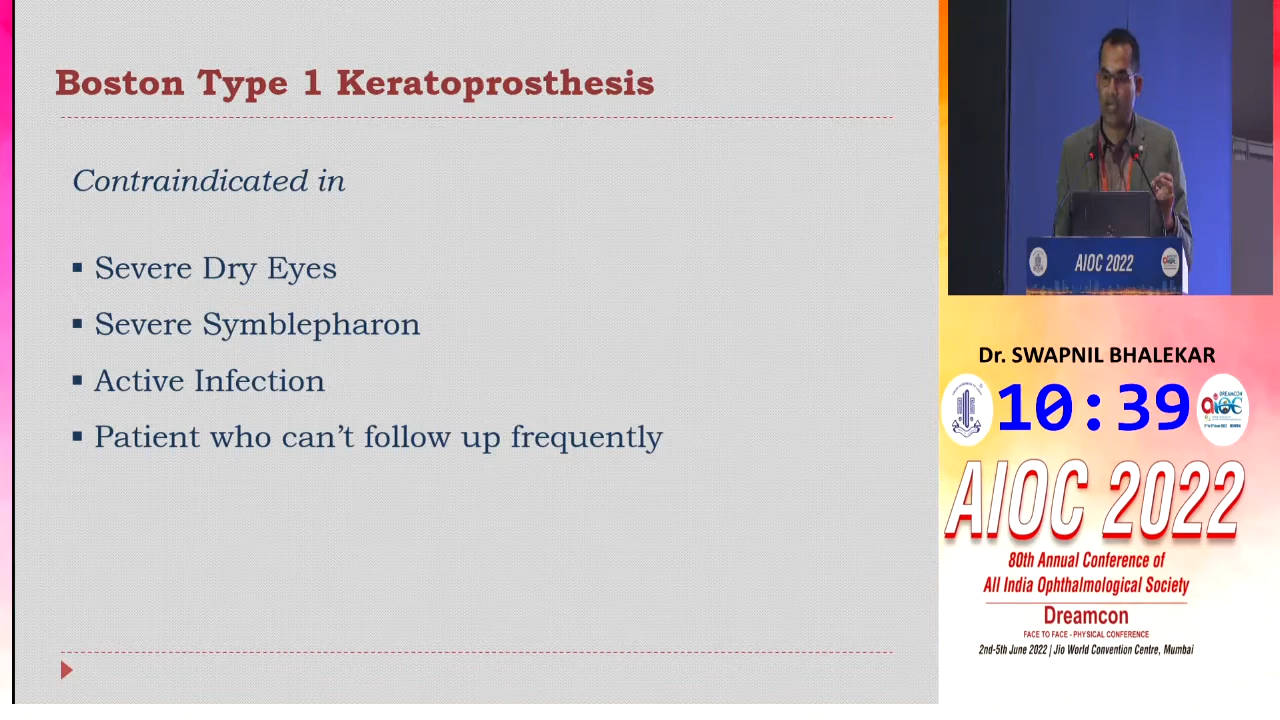 Boston Type 1 Keratoprosthesis
Contraindicated in
Severe Dry Eyes
Severe Symblepharon
Active Infection
Patient who can’t follow up frequently
AIOC 2022
Dr. SWAPNIL BHALEKAR
10:39
AIOC 2022
80th Annual Conference of
All India Ophthalmological Society
Dreamcon
FACE TO FACE - PHYSICAL CONFERENCE
2nd-5th June 2022 | Jio World Convention Centre, Mumbai